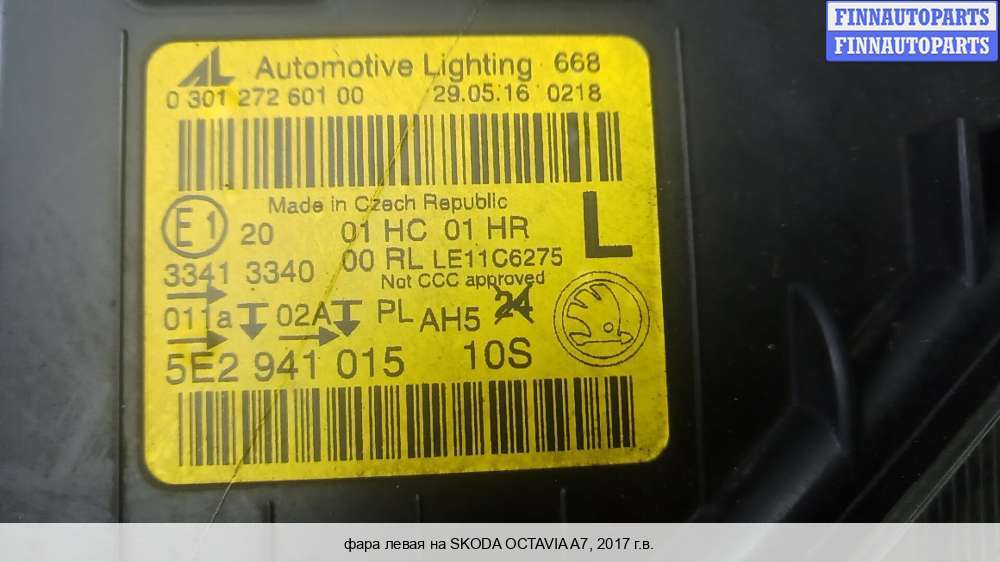 FINNAUTOPARTS
FINNAUTOPARTS
AL Automotive Lighting 668
0 301 272 601 00 29.05.16 0218
Made in Czech Republic
E1 20 01 HC 01 HR L
3341 3340 00 RL LE11C6275
Not CCC approved
011a 02A PL AH5 24
5E2 941 015 10S
фара левая на SKODA OCTAVIA A7, 2017 г.в.